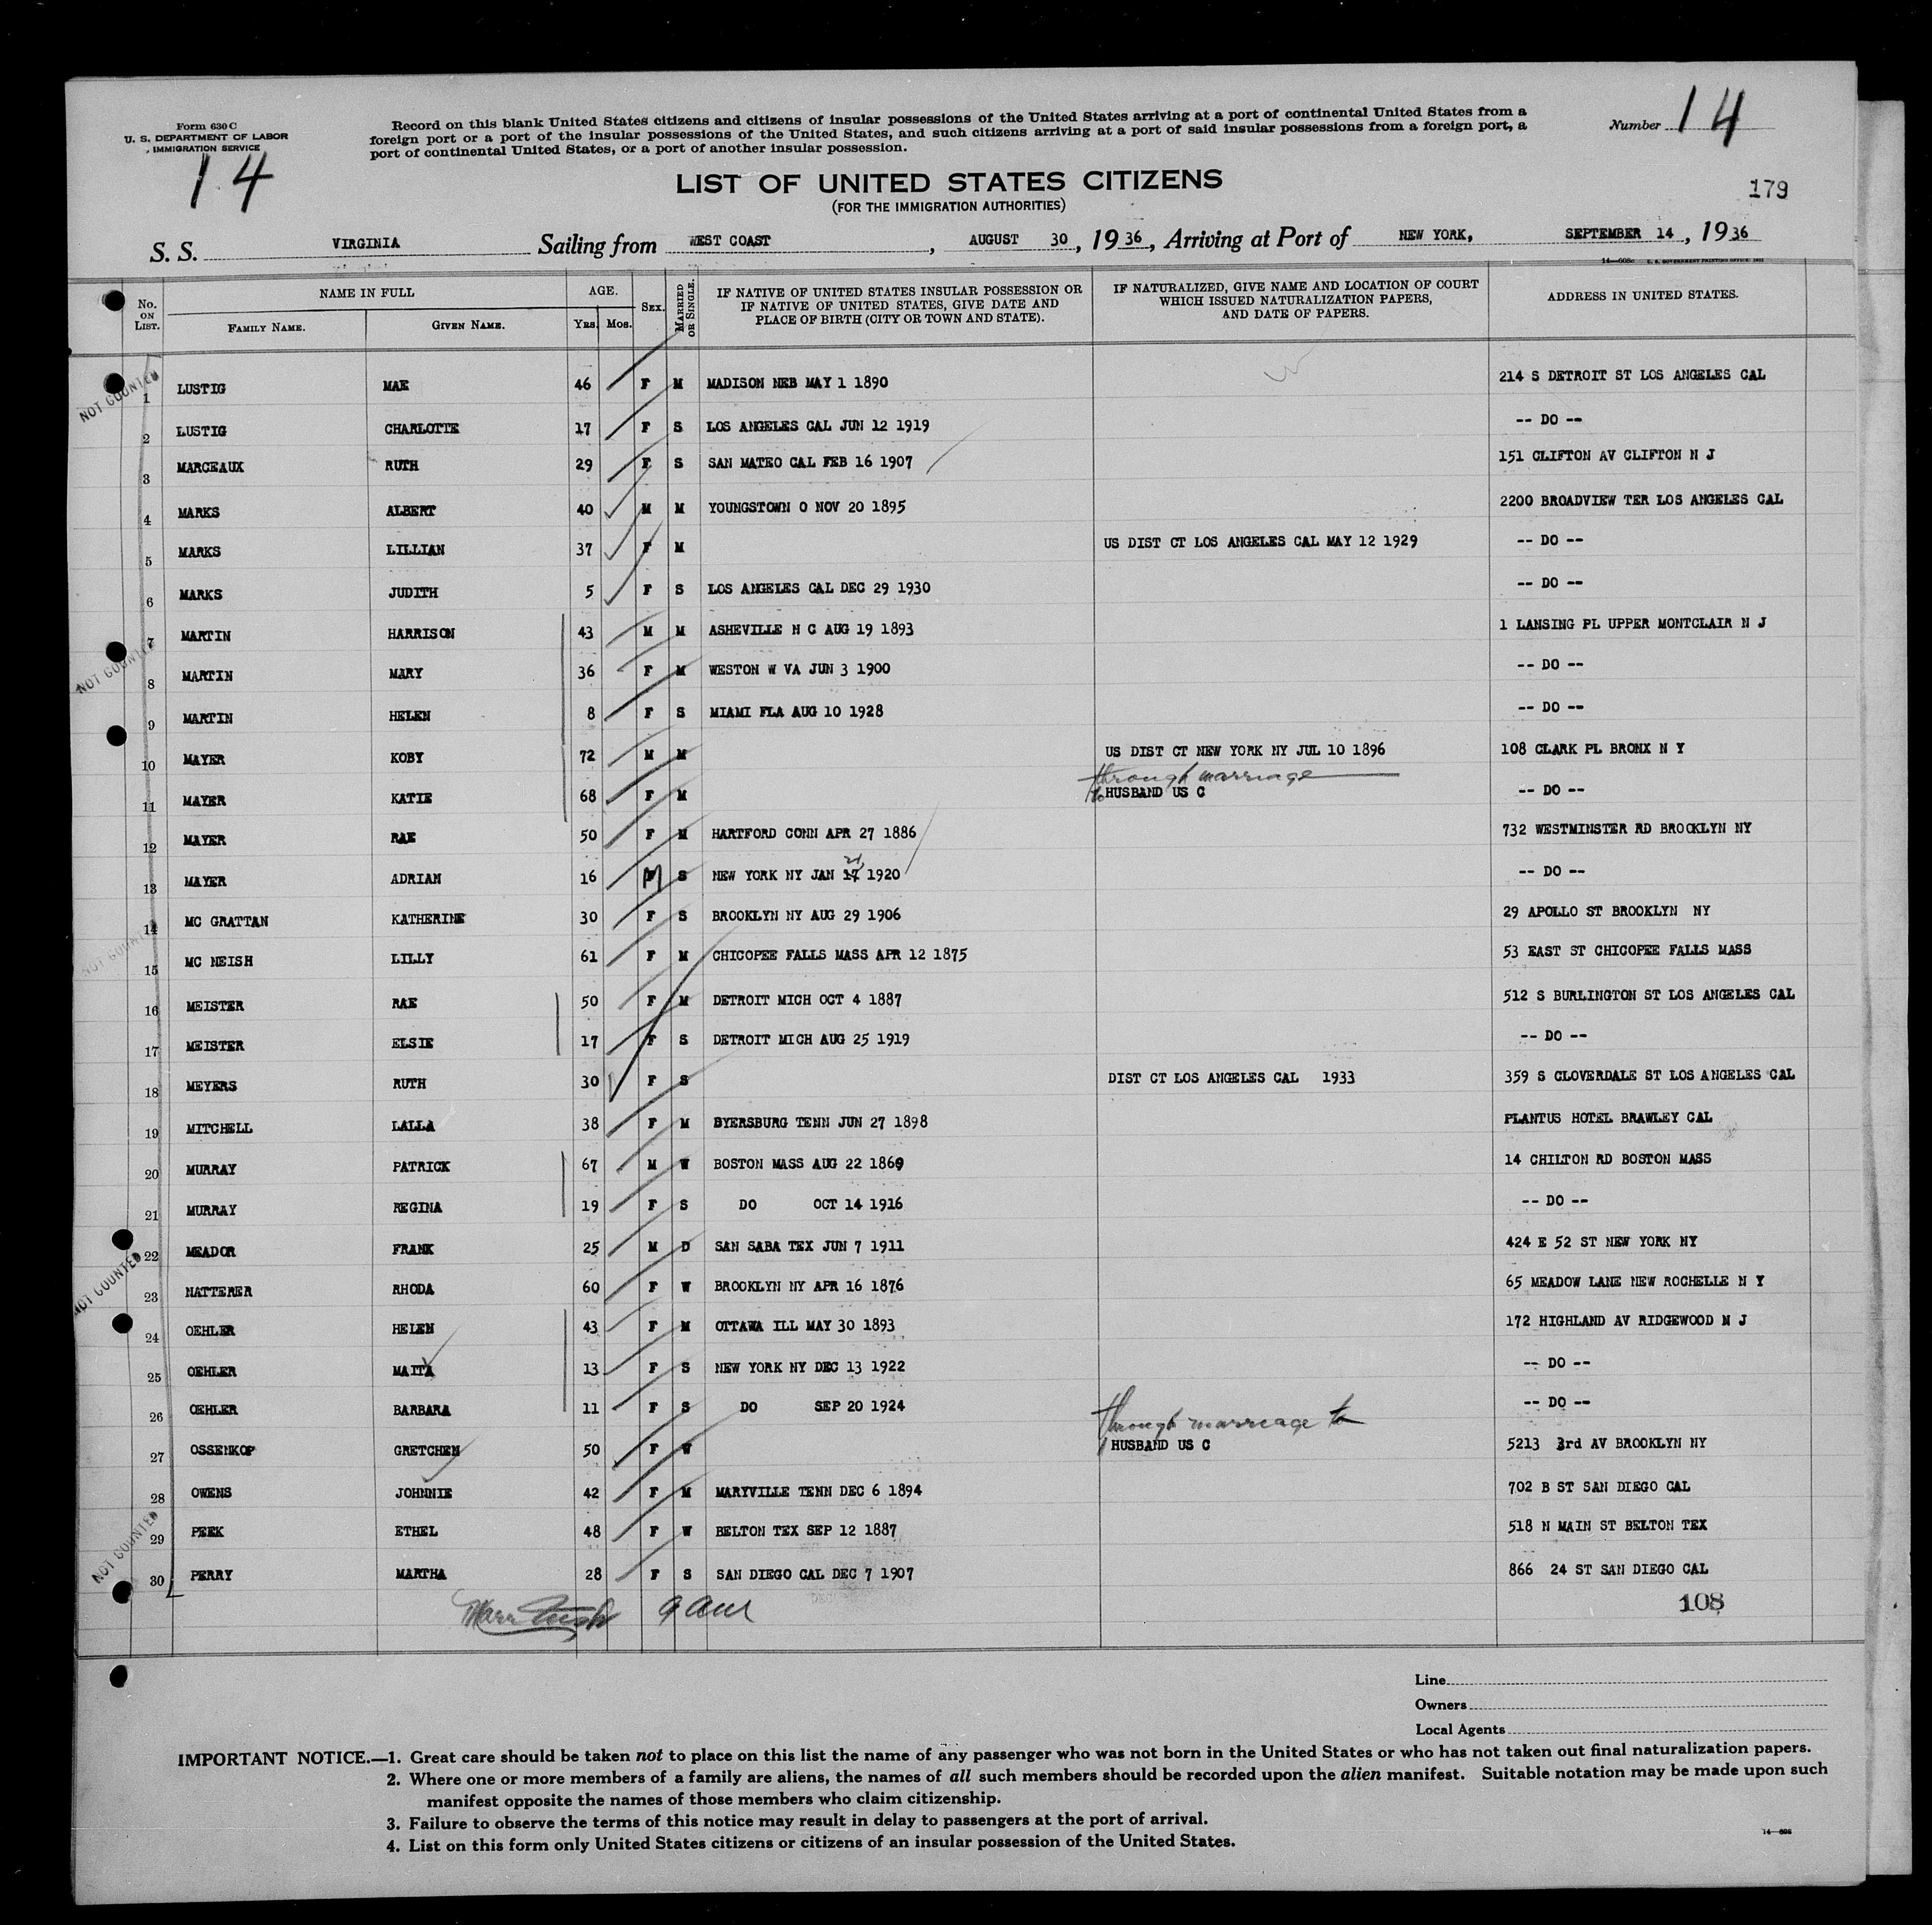 Form 630 C
U. S. DEPARTMENT OF LABOR
IMMIGRATION SERVICE
14
Record on this blank United States citizens and citizens of insular possessions of the United States arriving at a port of continental United States from a
foreign port or a port of the insular possessions of the United States, and such citizens arriving at a port of said insular possessions from a foreign port, a
port of continental United States, or a port of another insular possession.
Number 14
LIST OF UNITED STATES CITIZENS
(FOR THE IMMIGRATION AUTHORITIES)
179
S. S. VIRGINIA Sailing from WEST COAST, AUGUST 30, 1936, Arriving at Port of NEW YORK, SEPTEMBER 14, 1936
No. ON LIST. NAME IN FULL FAMILY NAME. GIVEN NAME. AGE. YRS. MOS. SEX. MARRIED OR SINGLE. IF NATIVE OF UNITED STATES INSULAR POSSESSION OR IF NATIVE OF UNITED STATES, GIVE DATE AND PLACE OF BIRTH (CITY OR TOWN AND STATE). IF NATURALIZED, GIVE NAME AND LOCATION OF COURT WHICH ISSUED NATURALIZATION PAPERS, AND DATE OF PAPERS. ADDRESS IN UNITED STATES.
NOT COUNTED
1 LUSTIG MAE 46 F M MADISON NEB MAY 1 1890 214 S DETROIT ST LOS ANGELES CAL
2 LUSTIG CHARLOTTE 17 F S LOS ANGELES CAL JUN 12 1919 -- DO --
3 MARCEAUX RUTH 29 F S SAN MATEO CAL FEB 16 1907 151 CLIFTON AV CLIFTON N J
4 MARKS ALBERT 40 M M YOUNGSTOWN O NOV 20 1895 2200 BROADVIEW TER LOS ANGELES CAL
5 MARKS LILLIAN 37 F M US DIST CT LOS ANGELES CAL MAY 12 1929 -- DO --
6 MARKS JUDITH 5 F S LOS ANGELES CAL DEC 29 1930 -- DO --
7 MARTIN HARRISON 43 M M ASHEVILLE N C AUG 19 1893 1 LANSING PL UPPER MONTCLAIR N J
NOT COUNTED
8 MARTIN MARY 36 F M WESTON W VA JUN 3 1900 -- DO --
9 MARTIN HELEN 8 F S MIAMI FLA AUG 10 1928 -- DO --
10 MAYER KOBY 72 M M US DIST CT NEW YORK NY JUL 10 1896 108 CLARK PL BRONX N Y
through marriage
11 MAYER KATIE 68 F M to HUSBAND US C -- DO --
12 MAYER RAE 50 F M HARTFORD CONN APR 27 1886 732 WESTMINSTER RD BROOKLYN NY
21
13 MAYER ADRIAN 16 M S NEW YORK NY JAN 17 1920 -- DO --
14 MC GRATTAN KATHERINE 30 F S BROOKLYN NY AUG 29 1906 29 APOLLO ST BROOKLYN NY
NOT COUNTED
15 MC NEISH LILLY 61 F M CHICOPEE FALLS MASS APR 12 1875 53 EAST ST CHICOPEE FALLS MASS
16 MEISTER RAE 50 F M DETROIT MICH OCT 4 1887 512 S BURLINGTON ST LOS ANGELES CAL
17 MEISTER ELSIE 17 F S DETROIT MICH AUG 25 1919 -- DO --
18 MEYERS RUTH 30 F S DIST CT LOS ANGELES CAL 1933 359 S CLOVERDALE ST LOS ANGELES CAL
19 MITCHELL LALLA 38 F M DYERSBURG TENN JUN 27 1898 PLANTUS HOTEL BRAWLEY CAL
20 MURRAY PATRICK 67 M W BOSTON MASS AUG 22 1869 14 CHILTON RD BOSTON MASS
21 MURRAY REGINA 19 F S DO OCT 14 1916 -- DO --
22 MEADOR FRANK 25 M D SAN SABA TEX JUN 7 1911 424 E 52 ST NEW YORK NY
NOT COUNTED
23 NATTERER RHODA 60 F W BROOKLYN NY APR 16 1876 65 MEADOW LANE NEW ROCHELLE N Y
24 OEHLER HELEN 43 F M OTTAWA ILL MAY 30 1893 172 HIGHLAND AV RIDGEWOOD N J
25 OEHLER MAITA 13 F S NEW YORK NY DEC 13 1922 -- DO --
26 OEHLER BARBARA 11 F S DO SEP 20 1924 -- DO --
through marriage to
27 OSSENKOP GRETCHEN 50 F W HUSBAND US C 5213 3rd AV BROOKLYN NY
28 OWENS JOHNNIE 42 F M MARYVILLE TENN DEC 6 1894 702 B ST SAN DIEGO CAL
29 PEEK ETHEL 48 F W BELTON TEX SEP 12 1887 518 N MAIN ST BELTON TEX
NOT COUNTED
30 PERRY MARTHA 28 F S SAN DIEGO CAL DEC 7 1907 866 24 ST SAN DIEGO CAL
108
Line
Owners
Local Agents
IMPORTANT NOTICE.—1. Great care should be taken not to place on this list the name of any passenger who was not born in the United States or who has not taken out final naturalization papers.
2. Where one or more members of a family are aliens, the names of all such members should be recorded upon the alien manifest. Suitable notation may be made upon such
manifest opposite the names of those members who claim citizenship.
3. Failure to observe the terms of this notice may result in delay to passengers at the port of arrival.
4. List on this form only United States citizens or citizens of an insular possession of the United States.